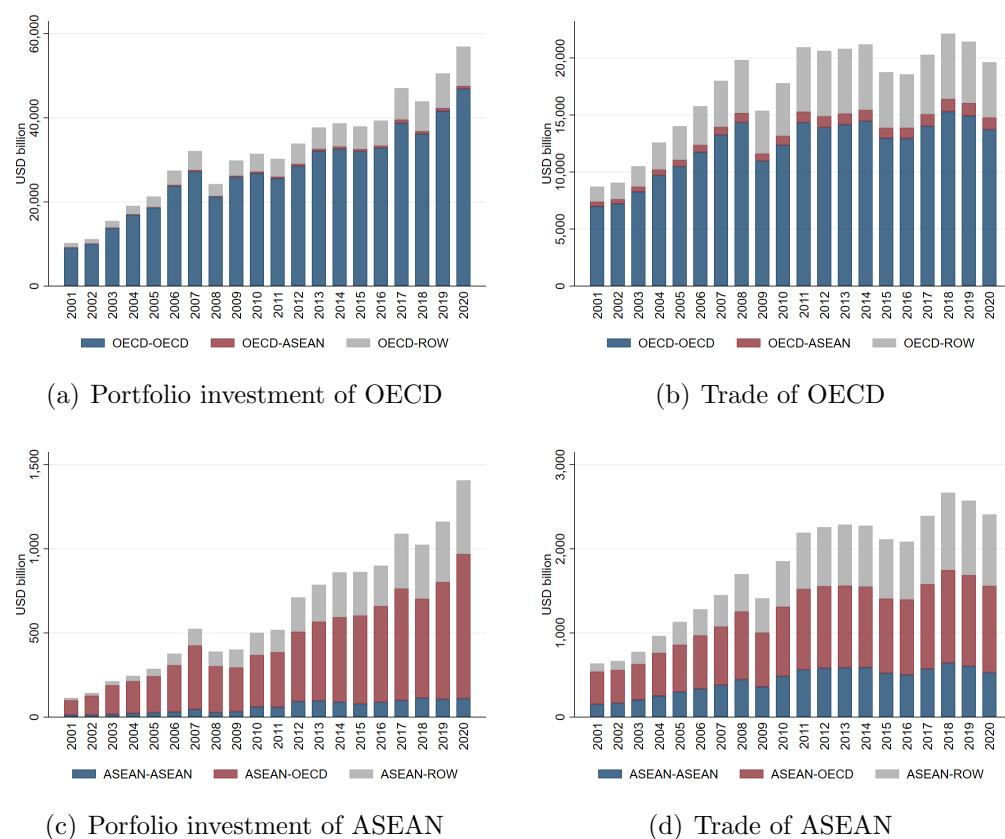 60,000
40,000
20,000
0
USD billion
2001 2002 2003 2004 2005 2006 2007 2008 2009 2010 2011 2012 2013 2014 2015 2016 2017 2018 2019 2020
OECD-OECD OECD-ASEAN OECD-ROW
(a) Portfolio investment of OECD
20,000
15,000
10,000
5,000
0
USD billion
2001 2002 2003 2004 2005 2006 2007 2008 2009 2010 2011 2012 2013 2014 2015 2016 2017 2018 2019 2020
OECD-OECD OECD-ASEAN OECD-ROW
(b) Trade of OECD
1,500
1,000
500
0
USD billion
2001 2002 2003 2004 2005 2006 2007 2008 2009 2010 2011 2012 2013 2014 2015 2016 2017 2018 2019 2020
ASEAN-ASEAN ASEAN-OECD ASEAN-ROW
(c) Porfolio investment of ASEAN
3,000
2,000
1,000
0
USD billion
2001 2002 2003 2004 2005 2006 2007 2008 2009 2010 2011 2012 2013 2014 2015 2016 2017 2018 2019 2020
ASEAN-ASEAN ASEAN-OECD ASEAN-ROW
(d) Trade of ASEAN